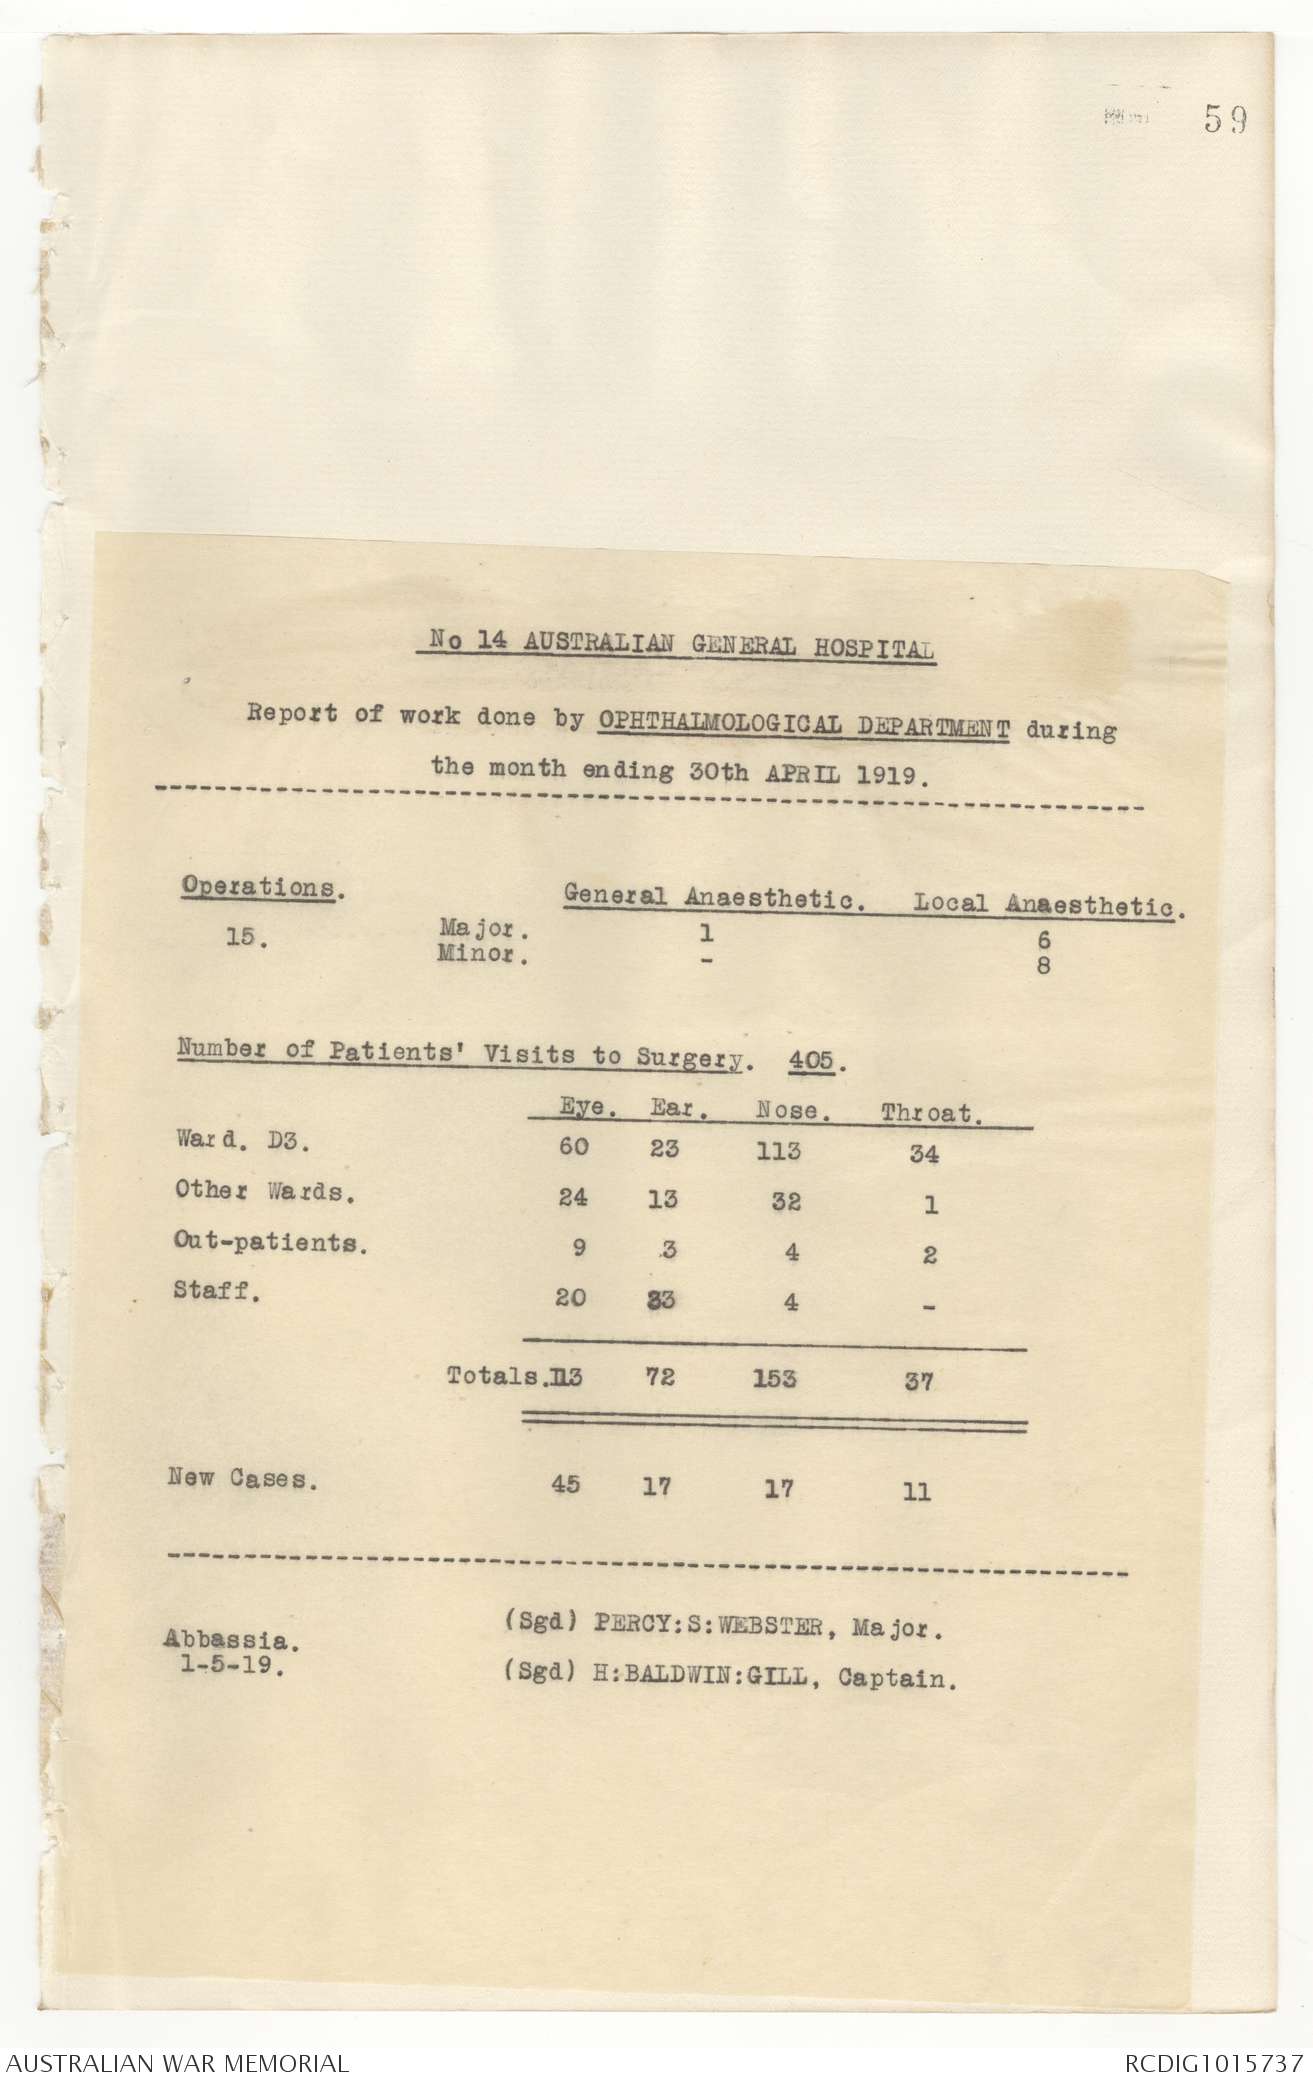 59
No 14 AUSTRALIAN GENERAL HOSPITAL
Report of work done by OPHTHALMOLOGICAL DEPARTMENT during
the month ending 30th APRIL 1919.
Operations. General Anaesthetic. Local Anaesthetic.
15. Major. 1 6
Minor. - 8
Number of Patients' Visits to Surgery. 405.
Eye. Ear. Nose. Throat.
Ward. D3. 60 23 113 34
Other Wards. 24 13 32 1
Out-patients. 9 3 4 2
Staff. 20 33 4 -
Totals. 113 72 153 37
New Cases. 45 17 17 11
Abbassia. (Sgd) PERCY:S:WEBSTER, Major.
1-5-19. (Sgd) H:BALDWIN:GILL, Captain.
AUSTRALIAN WAR MEMORIAL RCDIG1015737